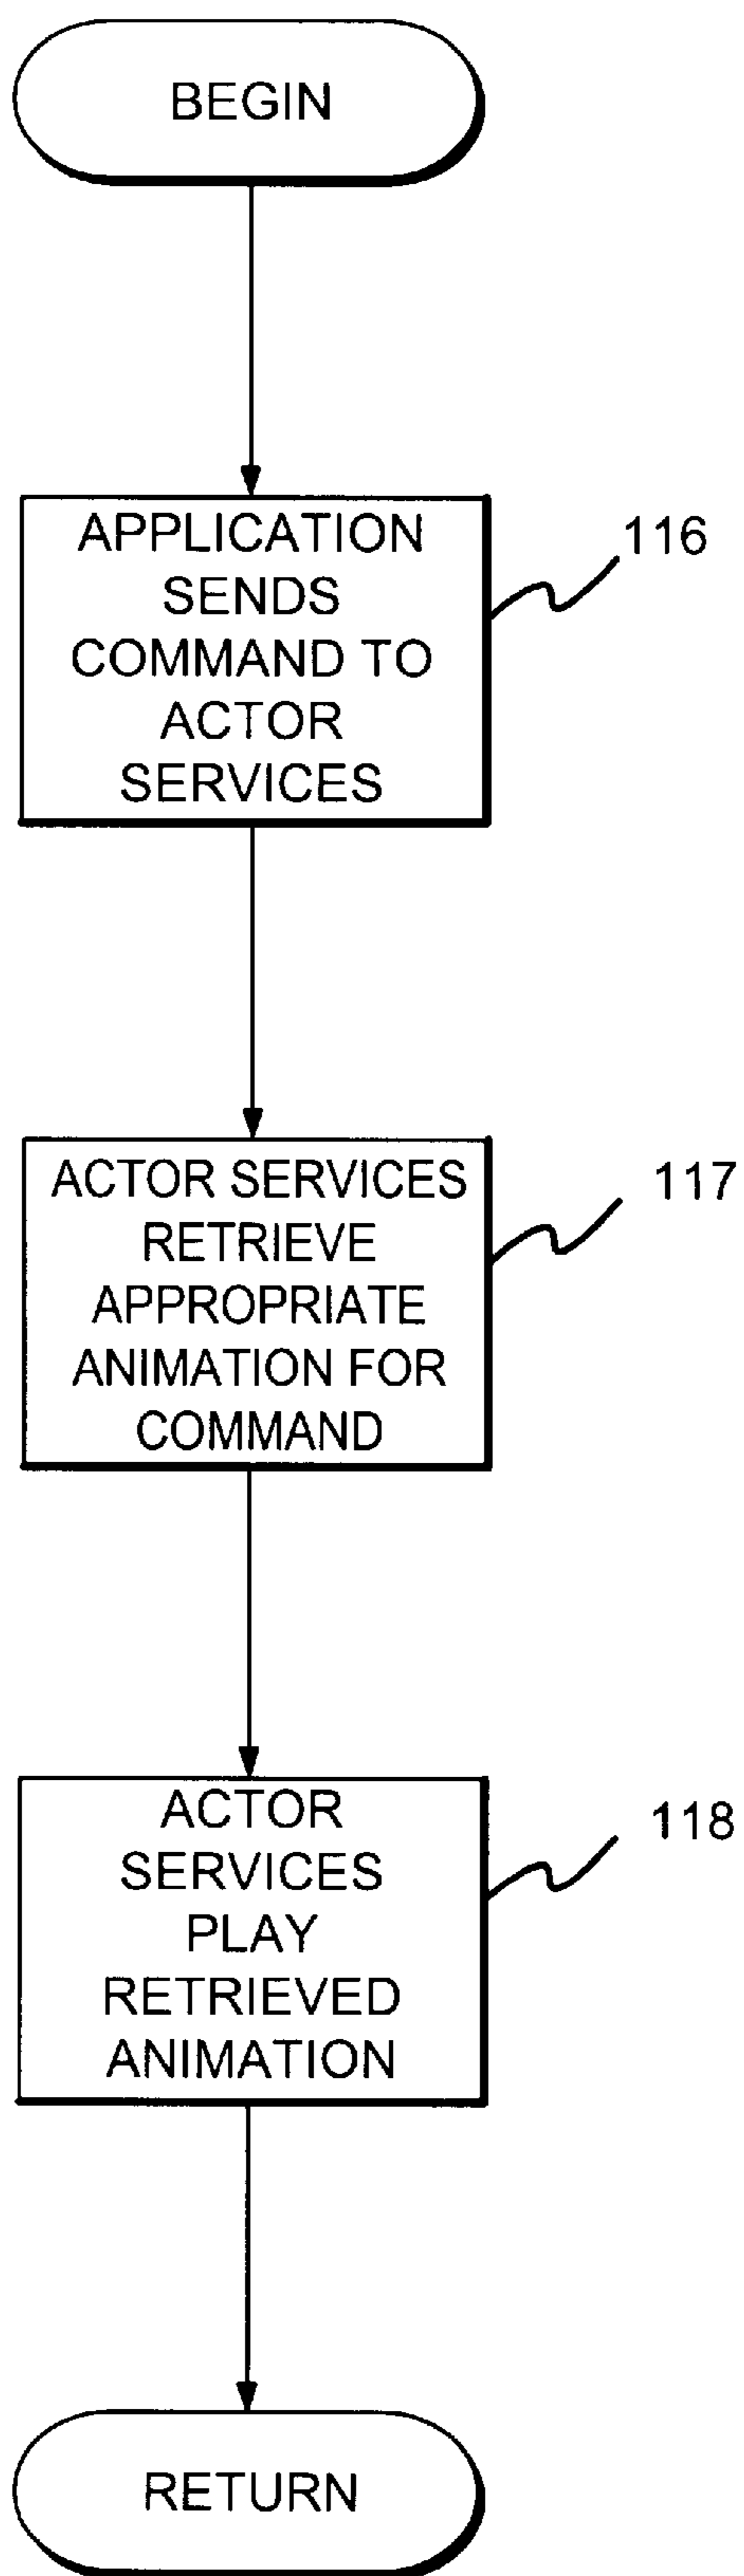 BEGIN
APPLICATION
SENDS
COMMAND TO
ACTOR
SERVICES
116
ACTOR SERVICES
RETRIEVE
APPROPRIATE
ANIMATION FOR
COMMAND
117
ACTOR
SERVICES
PLAY
RETRIEVED
ANIMATION
118
RETURN